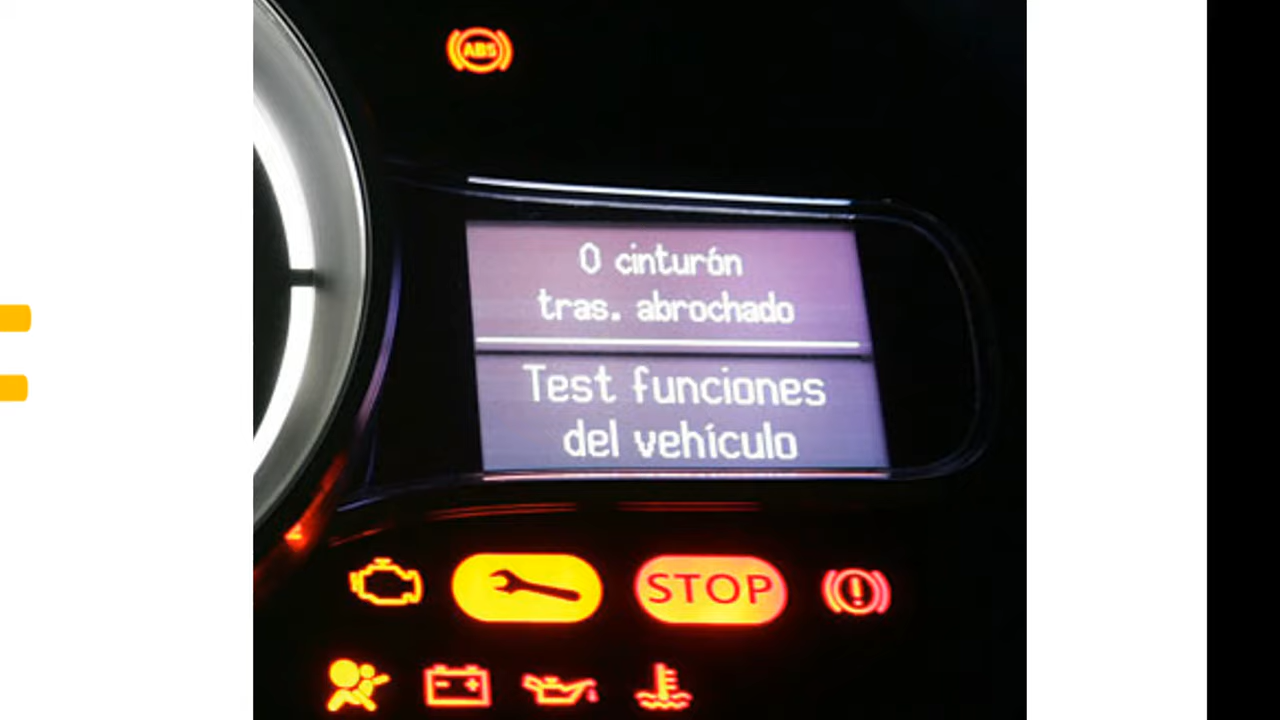 ABS
0 cinturón
tras. abrochado
Test funciones
del vehículo
STOP